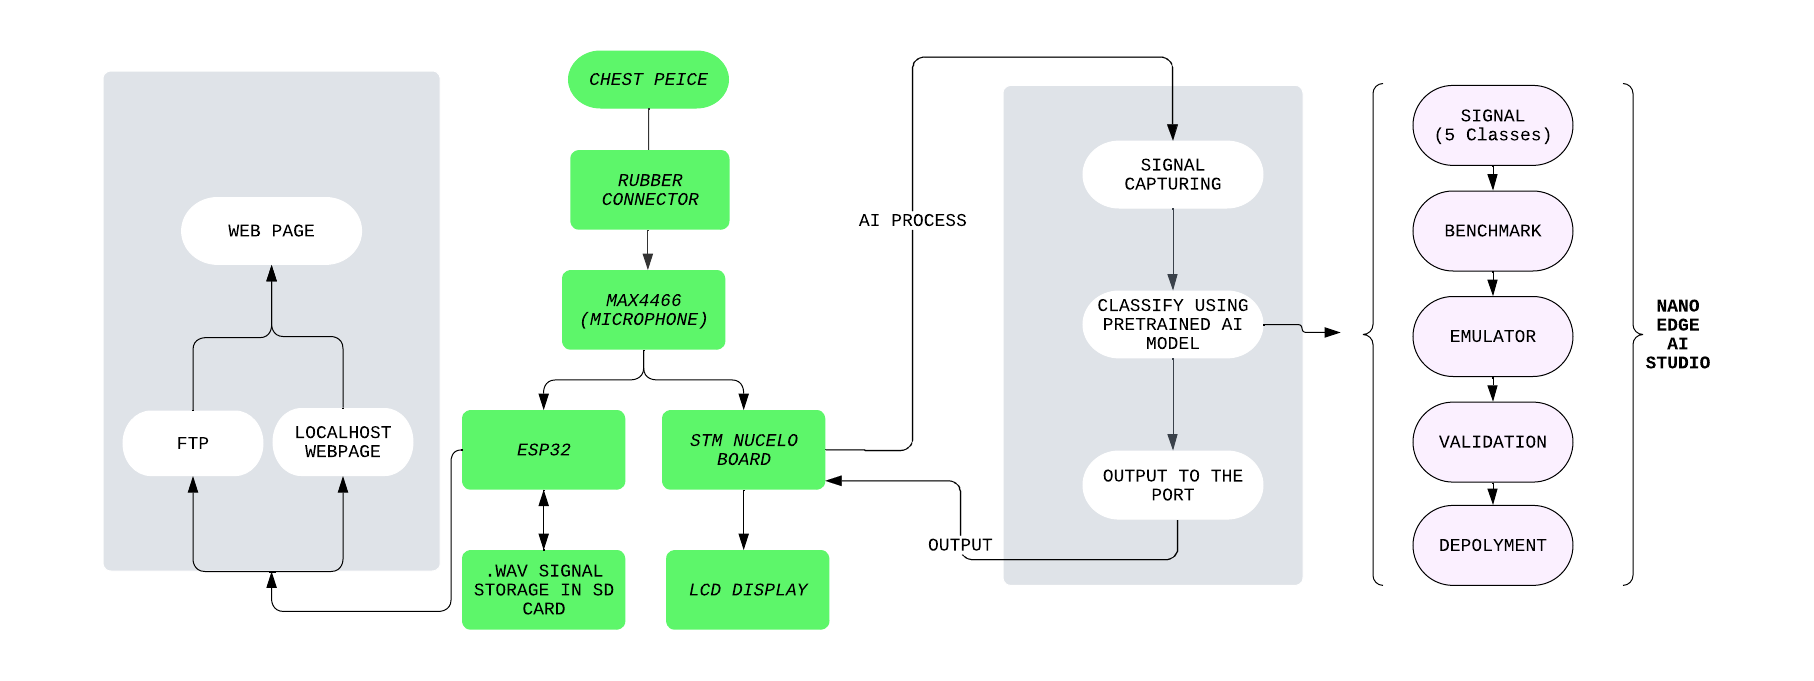 CHEST PEICE
RUBBER
CONNECTOR
MAX4466
(MICROPHONE)
ESP32
STM NUCELO
BOARD
.WAV SIGNAL
STORAGE IN SD
CARD
LCD DISPLAY
WEB PAGE
FTP
LOCALHOST
WEBPAGE
AI PROCESS
OUTPUT
SIGNAL
CAPTURING
CLASSIFY USING
PRETRAINED AI
MODEL
OUTPUT TO THE
PORT
SIGNAL
(5 Classes)
BENCHMARK
EMULATOR
VALIDATION
DEPOLYMENT
NANO
EDGE
AI
STUDIO